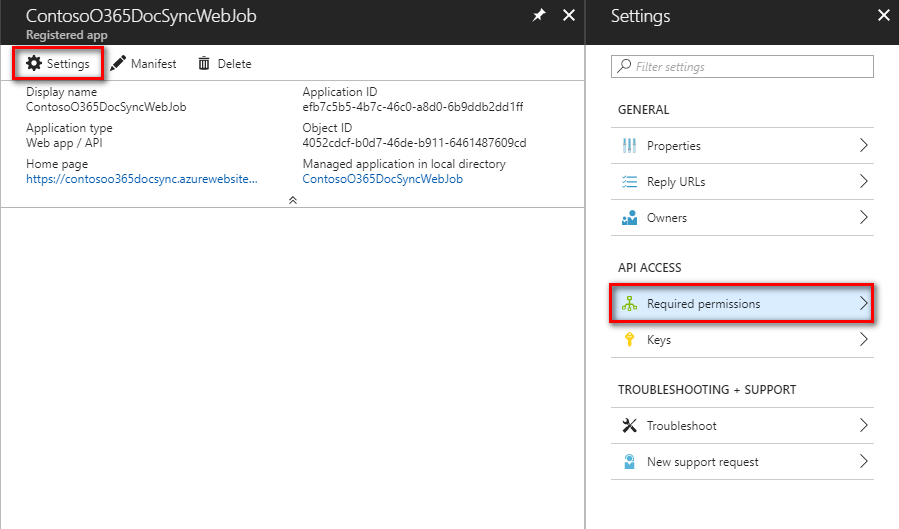 ContosoO365DocSyncWebJob
Registered app
Settings
Manifest
Delete
Display name
ContosoO365DocSyncWebJob
Application ID
efb7c5b5-4b7c-46c0-a8d0-6b9ddb2dd1ff
Application type
Web app / API
Object ID
4052cdcf-b0d7-46de-b911-6461487609cd
Home page
https://contosoo365docsync.azurewebsite...
Managed application in local directory
ContosoO365DocSyncWebJob
Settings
Filter settings
GENERAL
Properties
Reply URLs
Owners
API ACCESS
Required permissions
Keys
TROUBLESHOOTING + SUPPORT
Troubleshoot
New support request